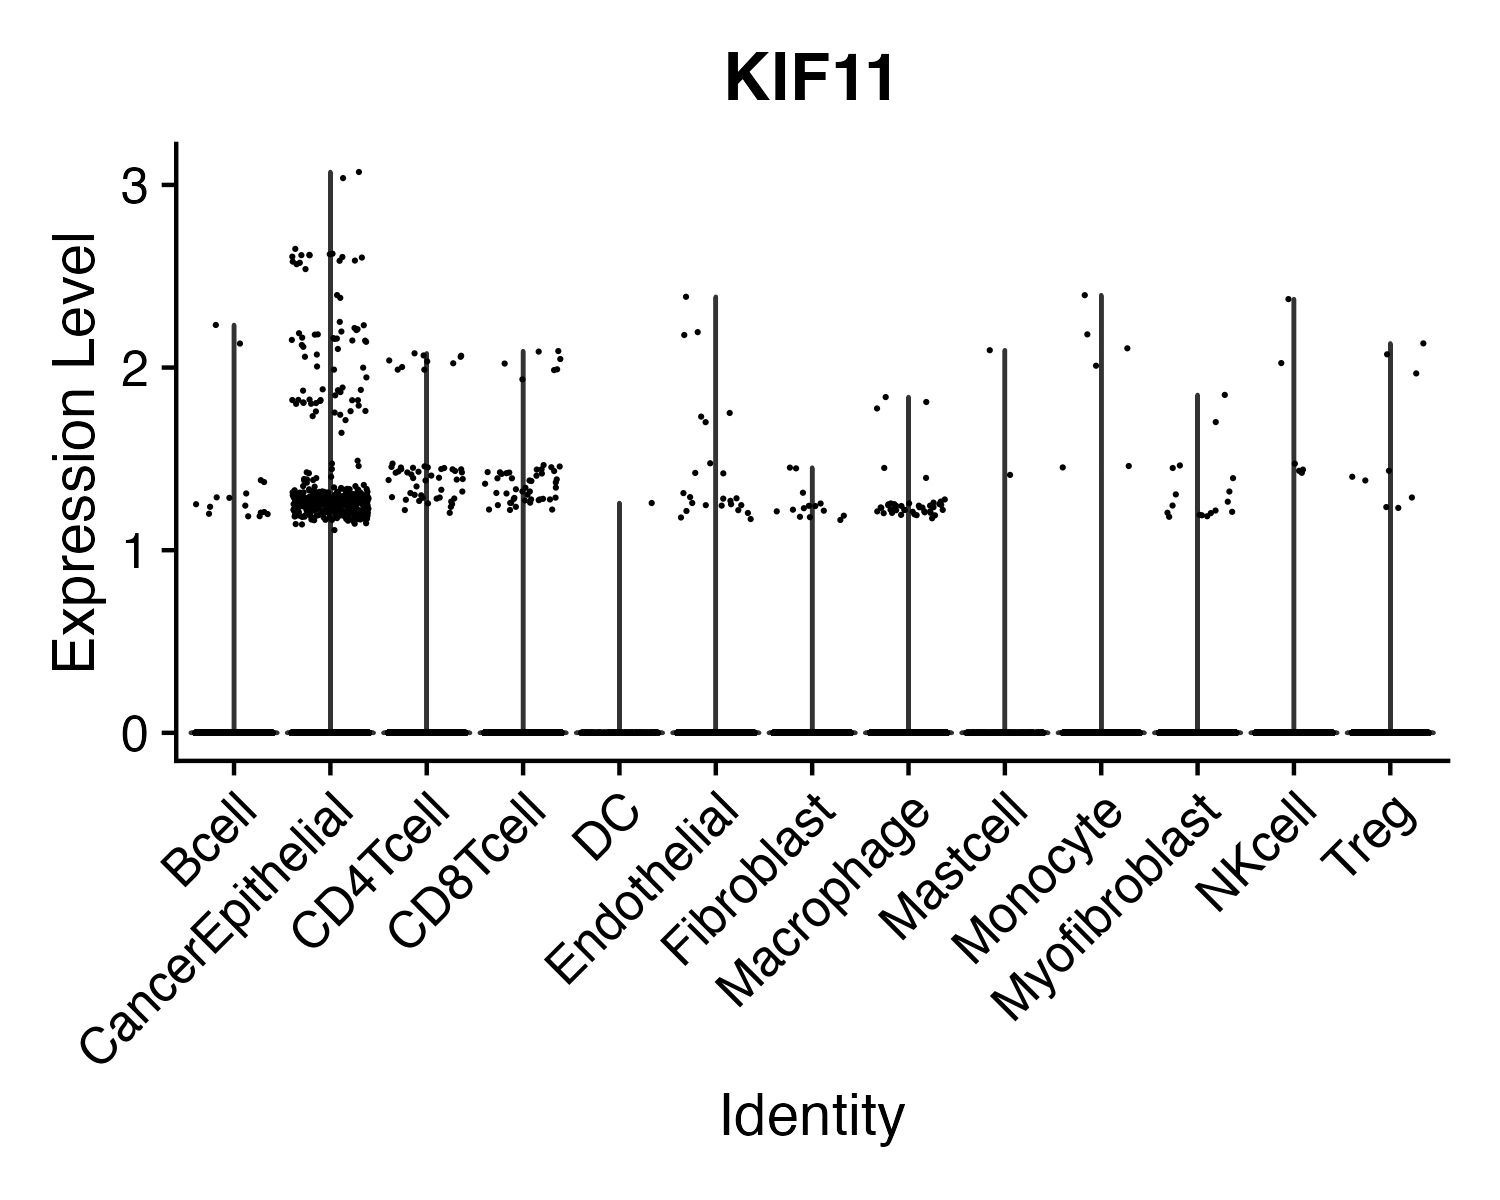 KIF11
Expression Level
3
2
1
0
Bcell
CancerEpithelial
CD4Tcell
CD8Tcell
DC
Endothelial
Fibroblast
Macrophage
Mastcell
Monocyte
Myofibroblast
NKcell
Treg
Identity